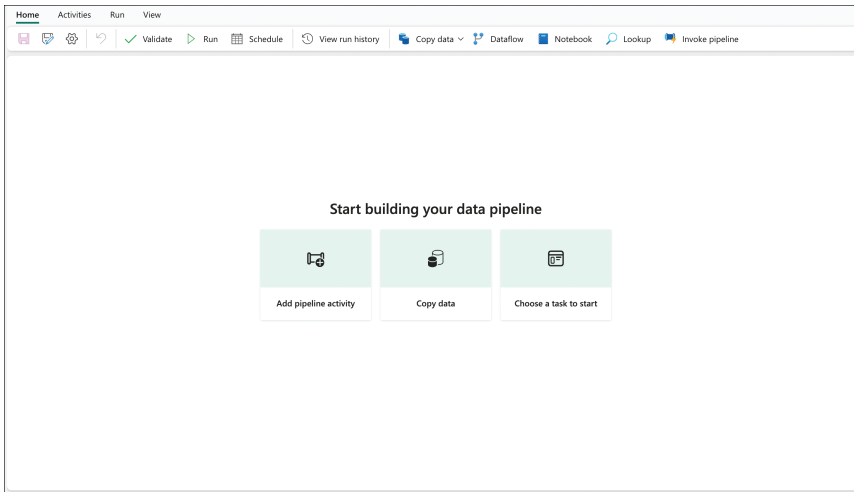 Home Activities Run View
Validate Run Schedule View run history Copy data Dataflow Notebook Lookup Invoke pipeline
Start building your data pipeline
Add pipeline activity Copy data Choose a task to start